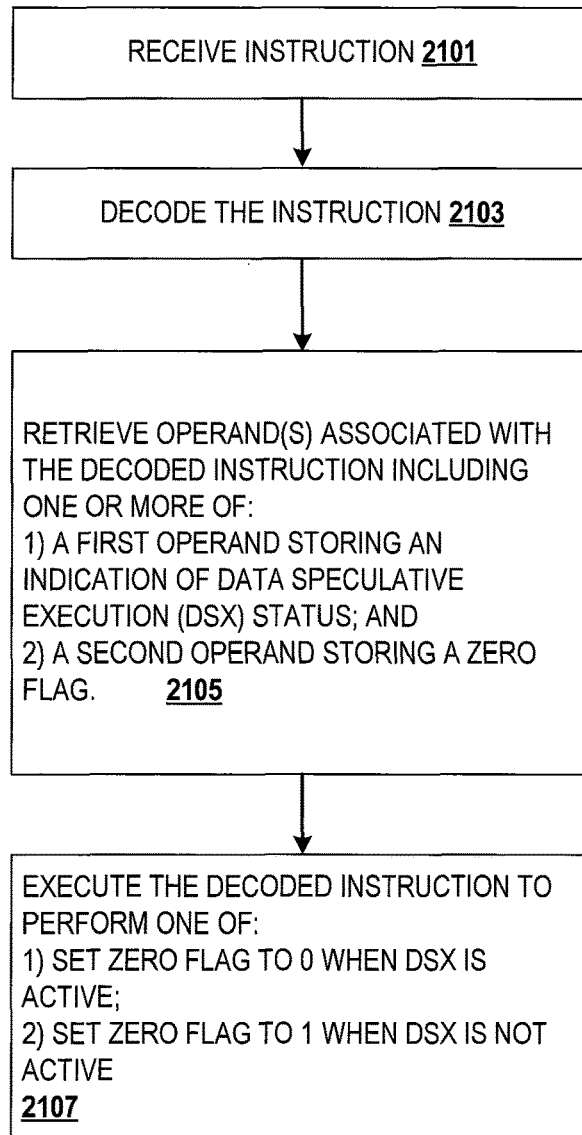 RECEIVE INSTRUCTION 2101
DECODE THE INSTRUCTION 2103
RETRIEVE OPERAND(S) ASSOCIATED WITH
THE DECODED INSTRUCTION INCLUDING
ONE OR MORE OF:
1) A FIRST OPERAND STORING AN
INDICATION OF DATA SPECULATIVE
EXECUTION (DSX) STATUS; AND
2) A SECOND OPERAND STORING A ZERO
FLAG. 2105
EXECUTE THE DECODED INSTRUCTION TO
PERFORM ONE OF:
1) SET ZERO FLAG TO 0 WHEN DSX IS
ACTIVE;
2) SET ZERO FLAG TO 1 WHEN DSX IS NOT
ACTIVE
2107